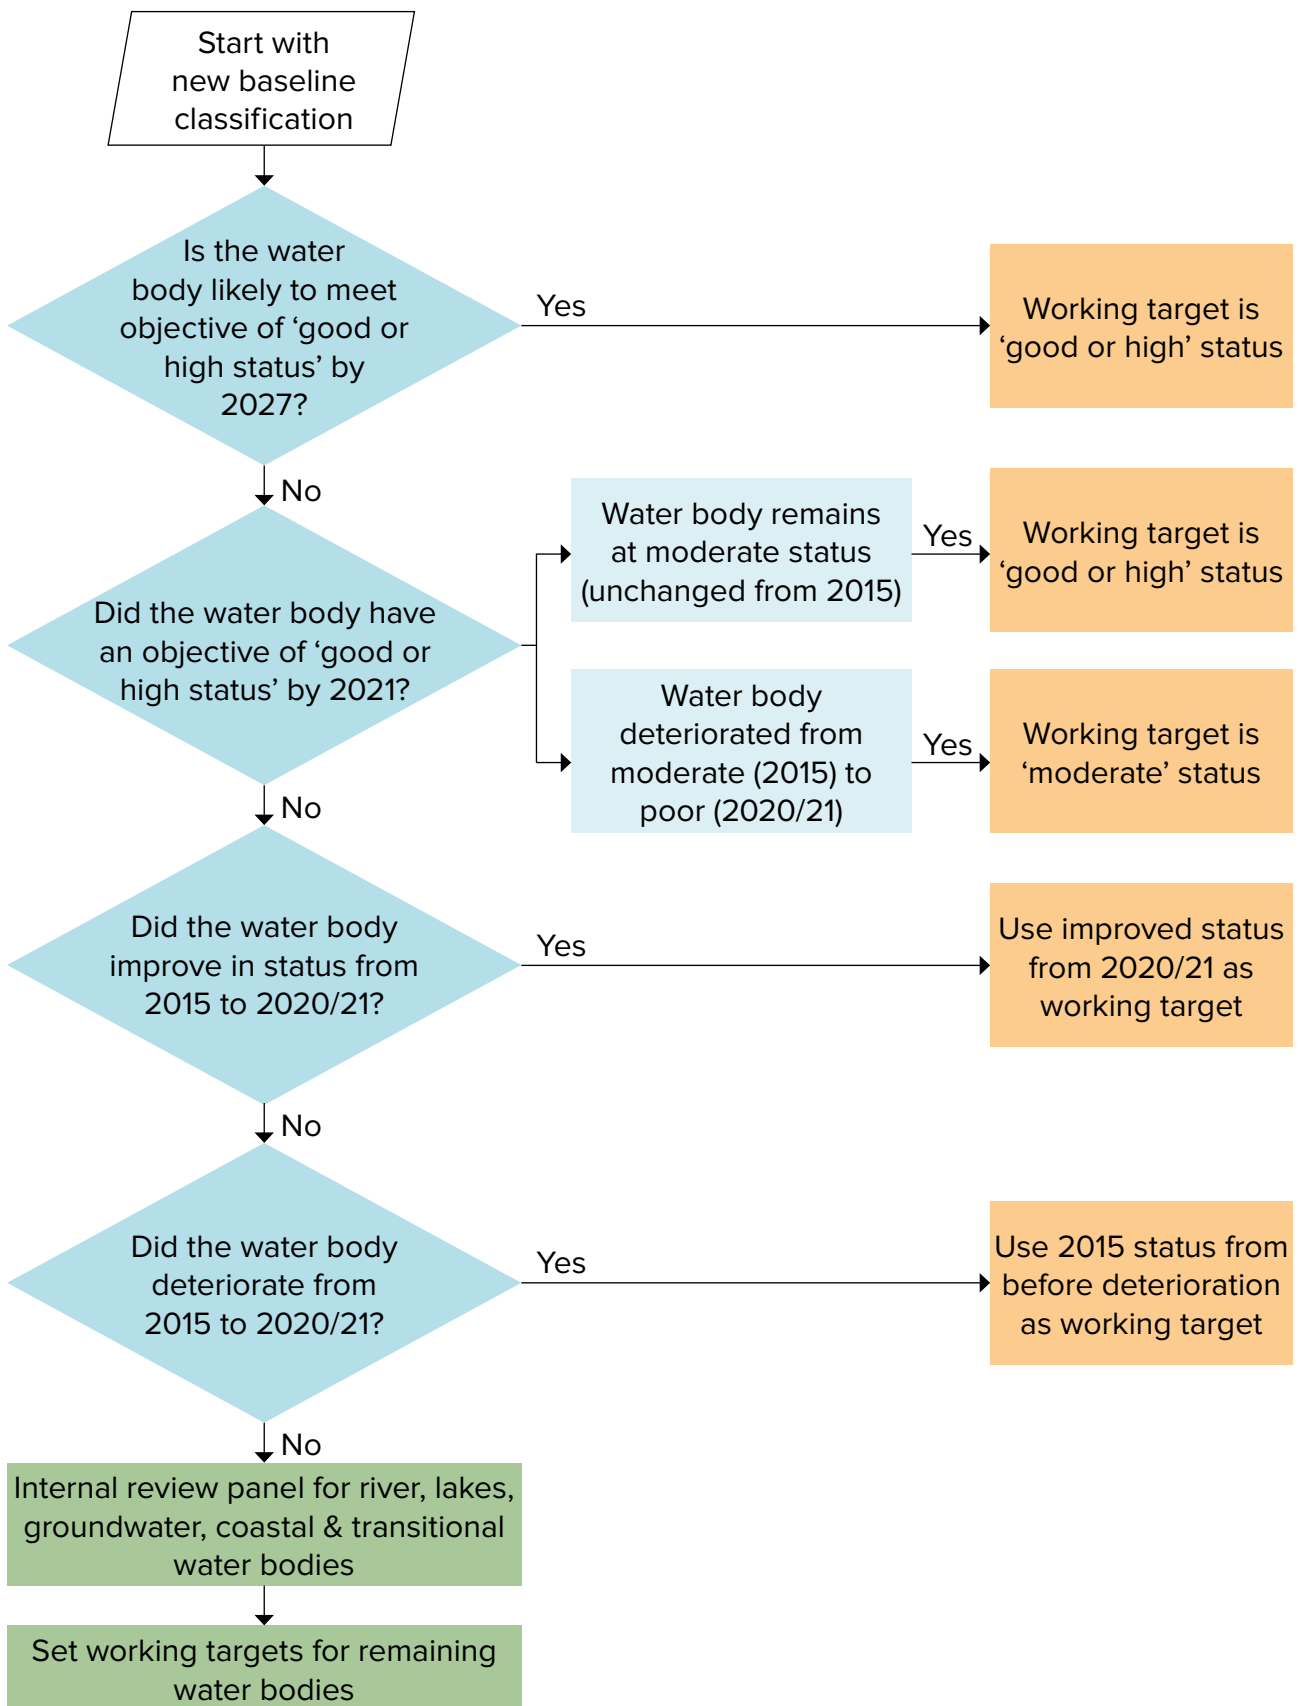 Start with
new baseline
classification
Is the water
body likely to meet
objective of ‘good or
high status’ by
2027?
Yes
Working target is
‘good or high’ status
No
Did the water body have
an objective of ‘good or
high status’ by 2021?
Water body remains
at moderate status
(unchanged from 2015)
Yes
Working target is
‘good or high’ status
Water body
deteriorated from
moderate (2015) to
poor (2020/21)
Yes
Working target is
‘moderate’ status
No
Did the water body
improve in status from
2015 to 2020/21?
Yes
Use improved status
from 2020/21 as
working target
No
Did the water body
deteriorate from
2015 to 2020/21?
Yes
Use 2015 status from
before deterioration
as working target
No
Internal review panel for river, lakes,
groundwater, coastal & transitional
water bodies
Set working targets for remaining
water bodies